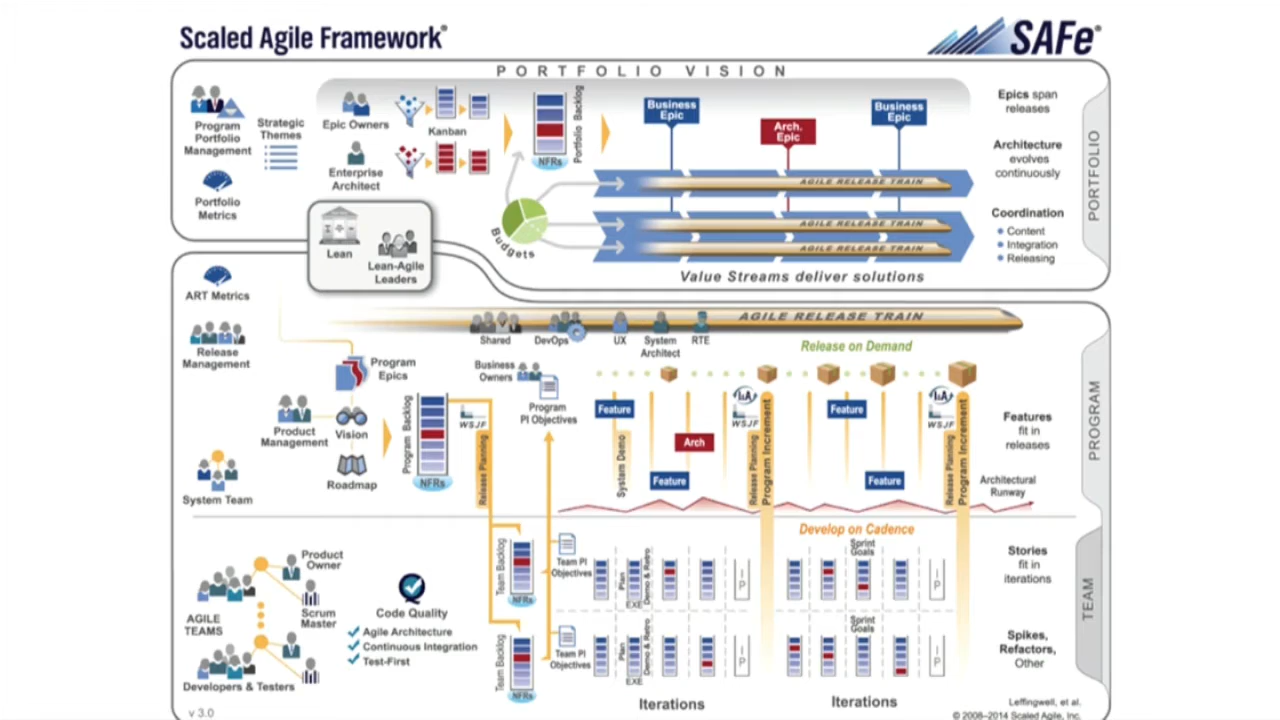 Scaled Agile Framework®
SAFe®
PORTFOLIO VISION
Program
Portfolio
Management
Strategic
Themes
Portfolio
Metrics
Epic Owners
Kanban
Enterprise
Architect
Portfolio Backlog
NFRs
Business
Epic
Arch.
Epic
Business
Epic
AGILE RELEASE TRAIN
AGILE RELEASE TRAIN
AGILE RELEASE TRAIN
Budgets
Value Streams deliver solutions
Epics span
releases
Architecture
evolves
continuously
Coordination
Content
Integration
Releasing
PORTFOLIO
Lean
Lean-Agile
Leaders
ART Metrics
Release
Management
AGILE RELEASE TRAIN
Shared
DevOps
UX
System
Architect
RTE
Release on Demand
Program
Epics
Business
Owners
Program
PI Objectives
Product
Management
Vision
Roadmap
System Team
Program Backlog
NFRs
WSJF
Release Planning
Feature
System Demo
Feature
Arch
I&A
WSJF
Release Planning
Program Increment
Feature
Feature
I&A
WSJF
Release Planning
Program Increment
Features
fit in
releases
Architectural
Runway
PROGRAM
Develop on Cadence
AGILE
TEAMS
Product
Owner
Scrum
Master
Developers & Testers
Code Quality
Agile Architecture
Continuous Integration
Test-First
Team Backlog
NFRs
Team PI
Objectives
Plan
EXE
Demo & Retro
I
P
Sprint
Goals
I
P
Team Backlog
NFRs
Team PI
Objectives
Plan
EXE
Demo & Retro
I
P
Sprint
Goals
I
P
Iterations
Iterations
Stories
fit in
iterations
Spikes,
Refactors,
Other
TEAM
v 3.0
Leffingwell, et al.
© 2008–2014 Scaled Agile, Inc.